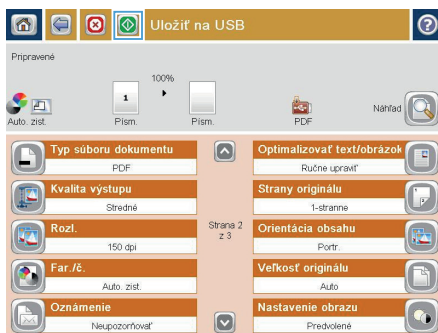 Uložiť na USB
Pripravené
100%
1
Auto. zist.
Písm.
Písm.
PDF
Náhľad
Typ súboru dokumentu
PDF
Optimalizovať text/obrázok
Ručne upraviť
Kvalita výstupu
Stredné
Strany originálu
1-stranne
Rozl.
150 dpi
Strana 2
z 3
Orientácia obsahu
Portr.
Far./č.
Auto. zist.
Veľkosť originálu
Auto
Oznámenie
Neupozorňovať
Nastavenie obrazu
Predvolené